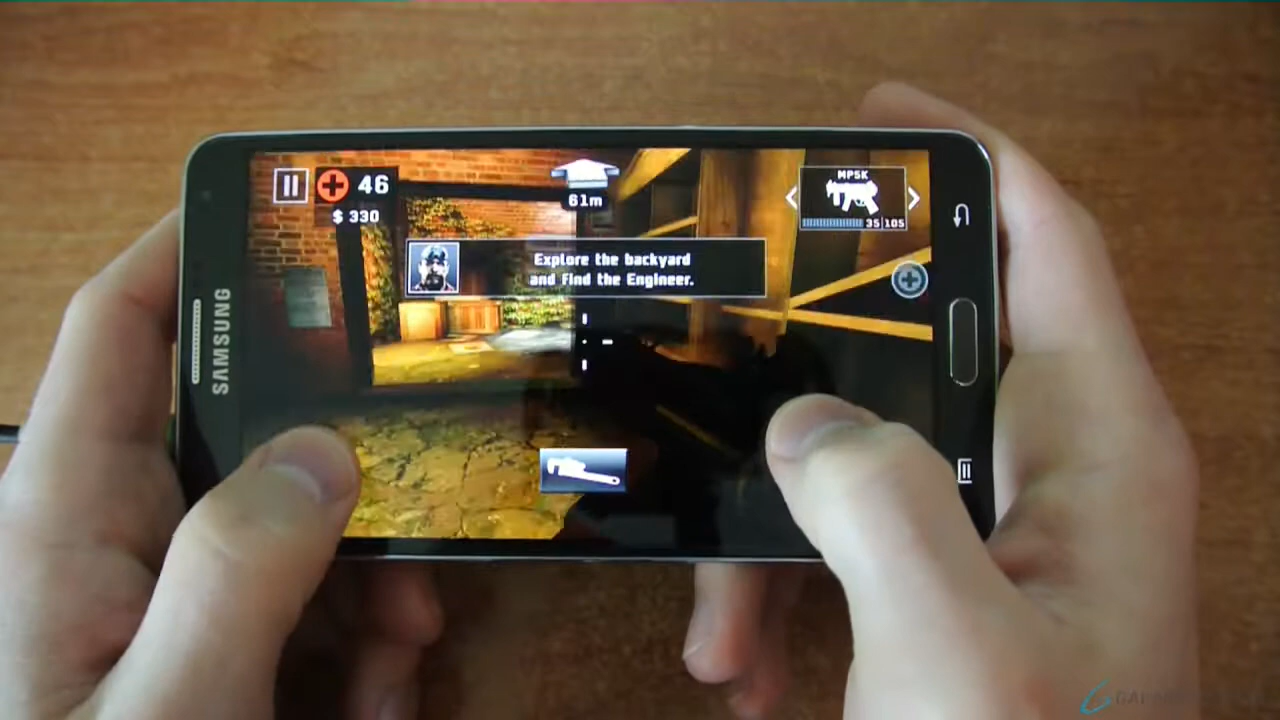 46
$ 330
61m
MP5K
35|105
Explore the backyard
and find the Engineer.
SAMSUNG